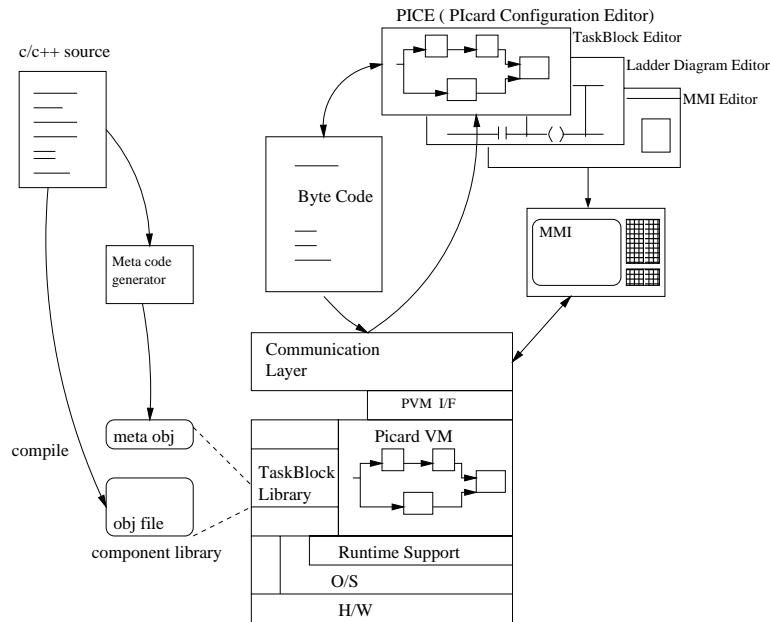 PICE ( PIcard Configuration Editor)
TaskBlock Editor
c/c++ source
Ladder Diagram Editor
MMI Editor
Byte Code
MMI
Meta code
generator
Communication
Layer
PVM I/F
meta obj
Picard VM
compile
TaskBlock
Library
obj file
component library
Runtime Support
O/S
H/W